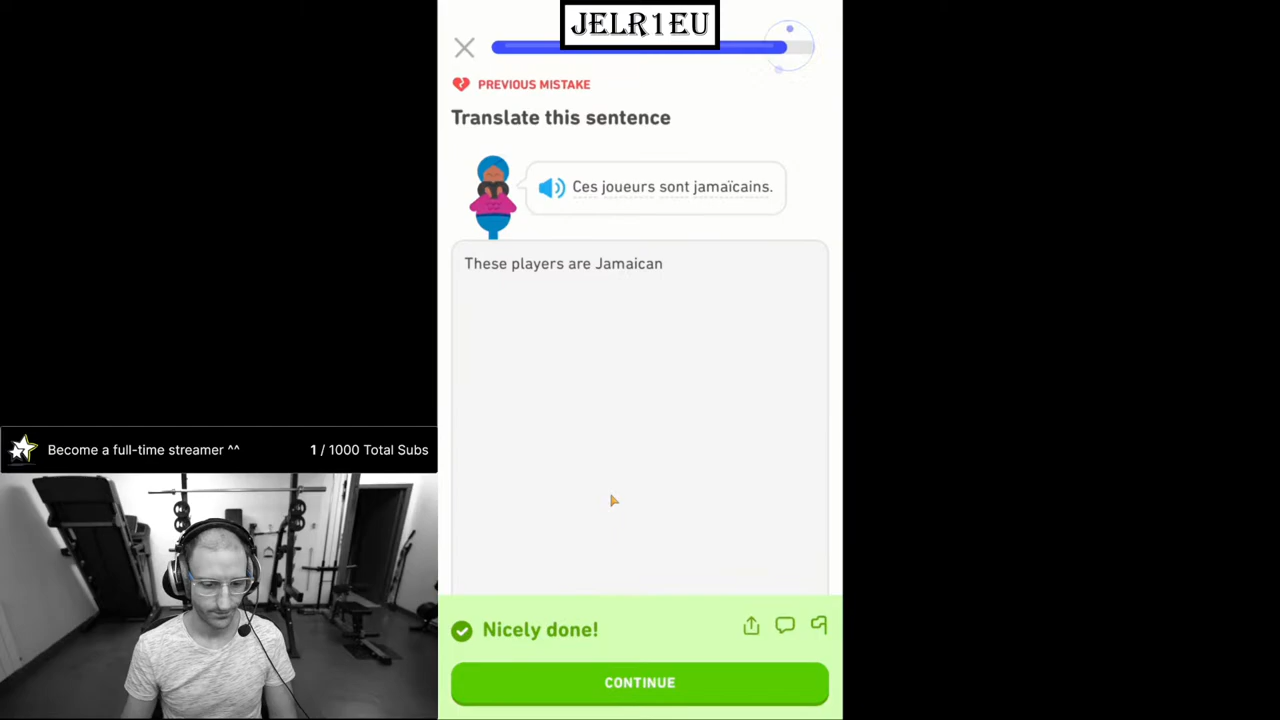 JELR1EU
PREVIOUS MISTAKE
Translate this sentence
Ces joueurs sont jamaïcains.
These players are Jamaican
Become a full-time streamer ^^ 1 / 1000 Total Subs
Nicely done!
CONTINUE